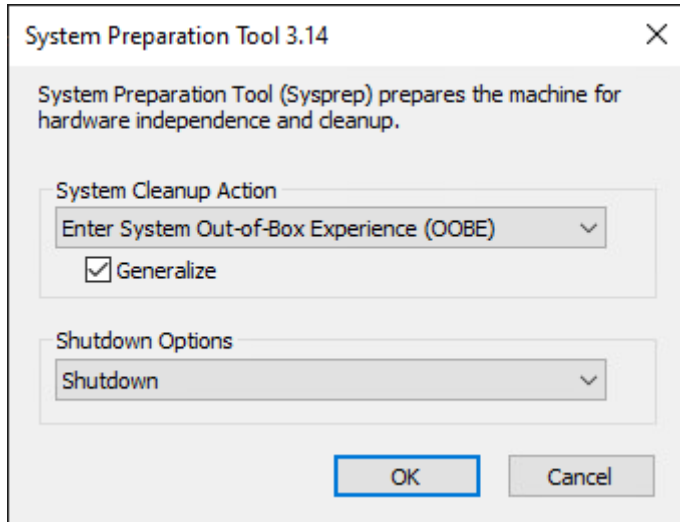 System Preparation Tool 3.14
System Preparation Tool (Sysprep) prepares the machine for
hardware independence and cleanup.
System Cleanup Action
Enter System Out-of-Box Experience (OOBE)
Generalize
Shutdown Options
Shutdown
OK
Cancel